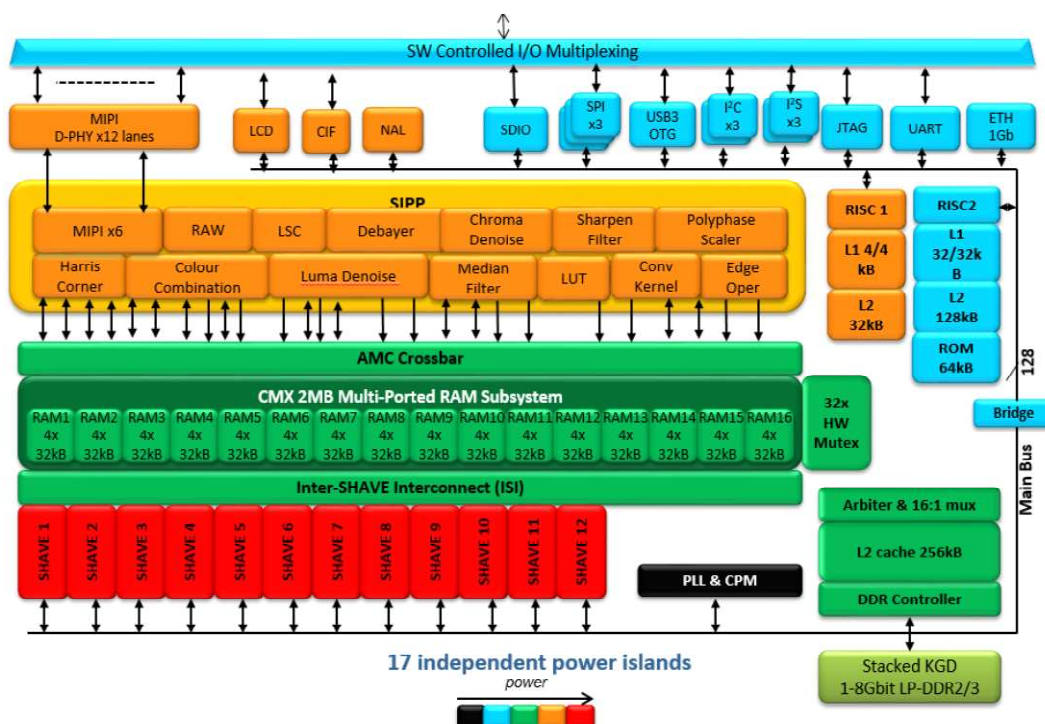 SW Controlled I/O Multiplexing
MIPI
D-PHY x12 lanes
LCD
CIF
NAL
SDIO
SPI
x3
USB3
OTG
I²C
x3
I²S
x3
JTAG
UART
ETH
1Gb
SIPP
MIPI x6
RAW
LSC
Debayer
Chroma
Denoise
Sharpen
Filter
Polyphase
Scaler
Harris
Corner
Colour
Combination
Luma Denoise
Median
Filter
LUT
Conv
Kernel
Edge
Oper
RISC 1
L1 4/4
kB
L2
32kB
RISC2
L1
32/32k
B
L2
128kB
ROM
64kB
128
Bridge
Main Bus
AMC Crossbar
CMX 2MB Multi-Ported RAM Subsystem
RAM1 RAM2 RAM3 RAM4 RAM5 RAM6 RAM7 RAM8 RAM9 RAM10 RAM11 RAM12 RAM13 RAM14 RAM15 RAM16
4x 4x 4x 4x 4x 4x 4x 4x 4x 4x 4x 4x 4x 4x 4x 4x
32kB 32kB 32kB 32kB 32kB 32kB 32kB 32kB 32kB 32kB 32kB 32kB 32kB 32kB 32kB 32kB
32x
HW
Mutex
Inter-SHAVE Interconnect (ISI)
SHAVE 1
SHAVE 2
SHAVE 3
SHAVE 4
SHAVE 5
SHAVE 6
SHAVE 7
SHAVE 8
SHAVE 9
SHAVE 10
SHAVE 11
SHAVE 12
PLL & CPM
Arbiter & 16:1 mux
L2 cache 256kB
DDR Controller
Stacked KGD
1-8Gbit LP-DDR2/3
17 independent power islands
power